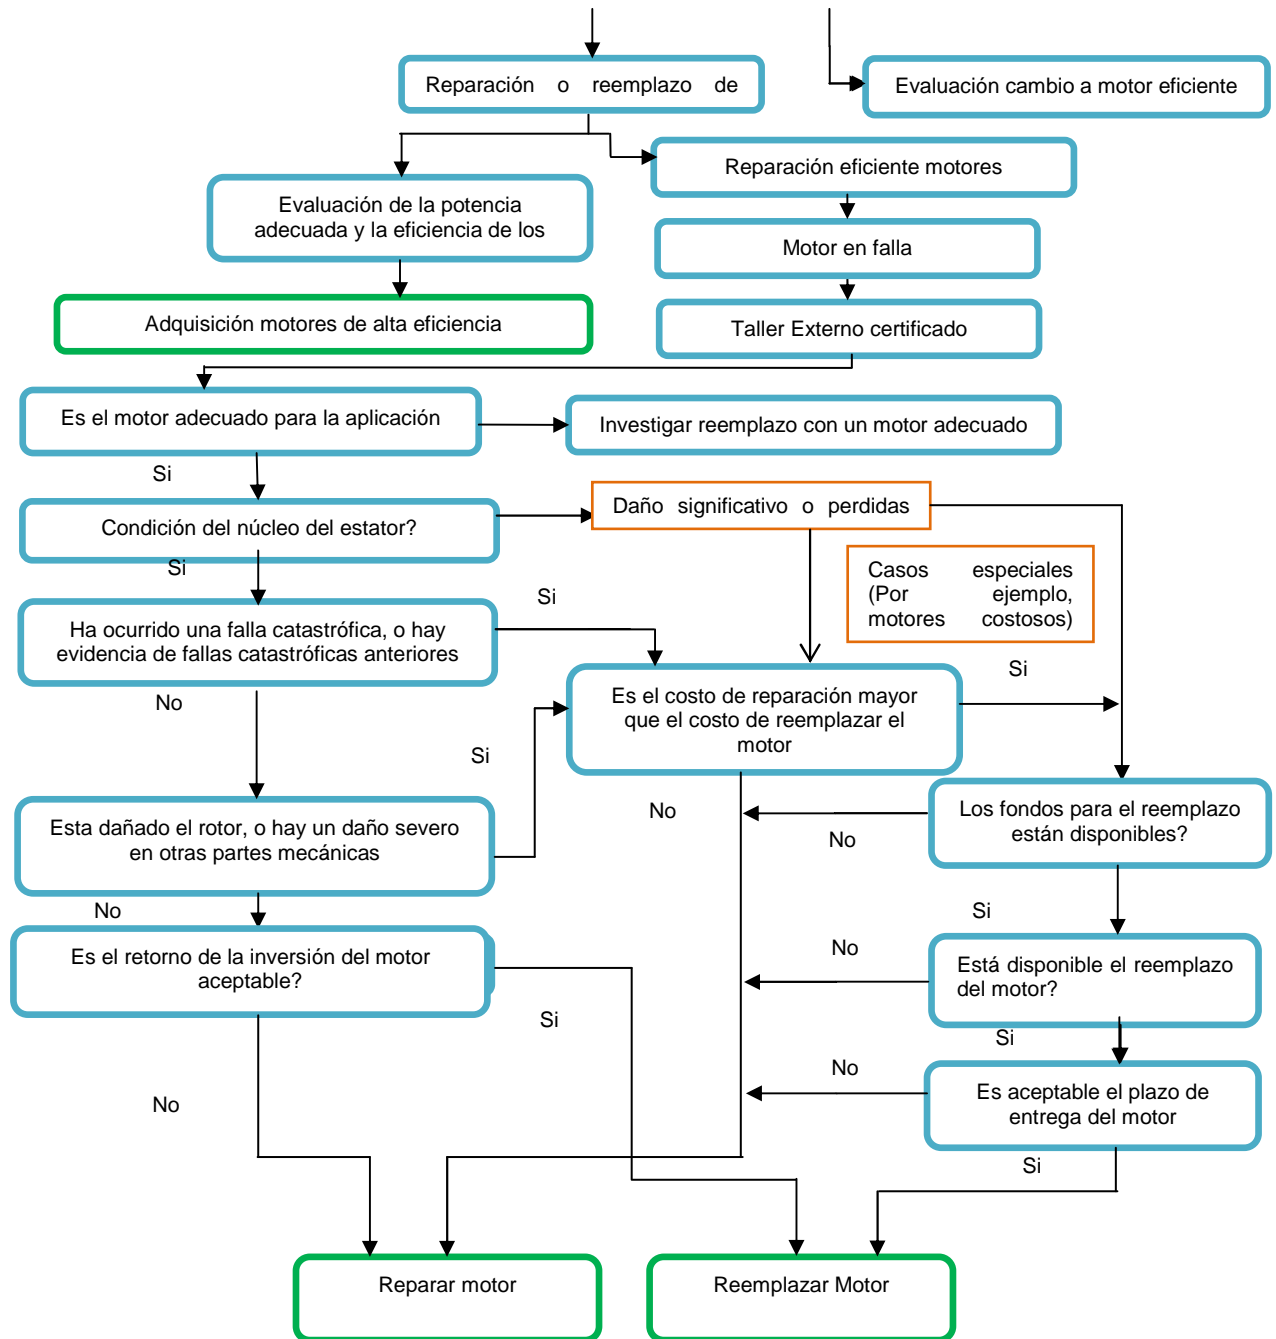 Reparación o reemplazo de
Evaluación cambio a motor eficiente
Reparación eficiente motores
Evaluación de la potencia
adecuada y la eficiencia de los
Motor en falla
Adquisición motores de alta eficiencia
Taller Externo certificado
Es el motor adecuado para la aplicación
Investigar reemplazo con un motor adecuado
Si
Condición del núcleo del estator?
Daño significativo o perdidas
Si
Casos especiales
(Por ejemplo,
motores costosos)
Si
Ha ocurrido una falla catastrófica, o hay
evidencia de fallas catastróficas anteriores
No
Es el costo de reparación mayor
que el costo de reemplazar el
motor
Si
Si
Esta dañado el rotor, o hay un daño severo
en otras partes mecánicas
No
Los fondos para el reemplazo
están disponibles?
No
No
Si
Es el retorno de la inversión del motor
aceptable?
No
Está disponible el reemplazo
del motor?
Si
Si
No
Es aceptable el plazo de
entrega del motor
No
Si
Reparar motor
Reemplazar Motor